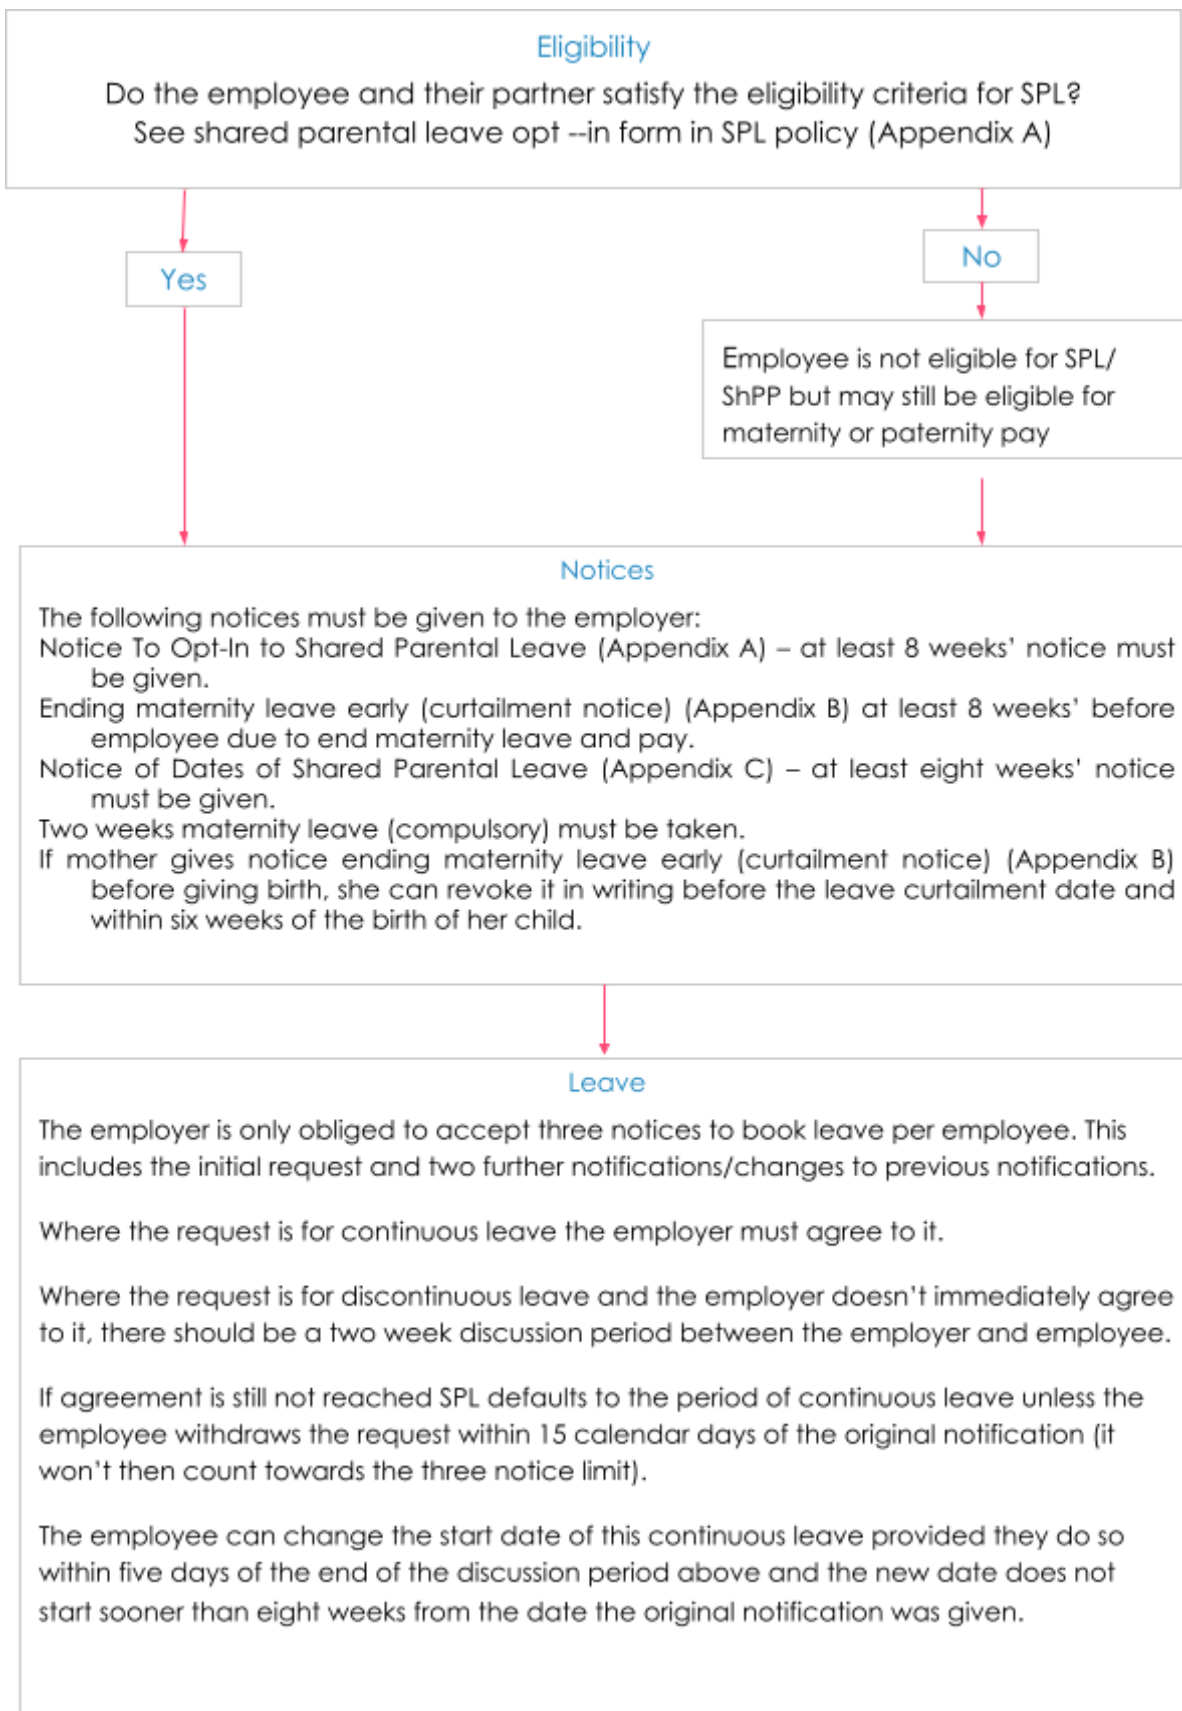 Eligibility
Do the employee and their partner satisfy the eligibility criteria for SPL?
See shared parental leave opt --in form in SPL policy (Appendix A)
Yes
No
Employee is not eligible for SPL/
ShPP but may still be eligible for
maternity or paternity pay
Notices
The following notices must be given to the employer:
Notice To Opt-In to Shared Parental Leave (Appendix A) – at least 8 weeks' notice must
be given.
Ending maternity leave early (curtailment notice) (Appendix B) at least 8 weeks' before
employee due to end maternity leave and pay.
Notice of Dates of Shared Parental Leave (Appendix C) – at least eight weeks' notice
must be given.
Two weeks maternity leave (compulsory) must be taken.
If mother gives notice ending maternity leave early (curtailment notice) (Appendix B)
before giving birth, she can revoke it in writing before the leave curtailment date and
within six weeks of the birth of her child.
Leave
The employer is only obliged to accept three notices to book leave per employee. This
includes the initial request and two further notifications/changes to previous notifications.
Where the request is for continuous leave the employer must agree to it.
Where the request is for discontinuous leave and the employer doesn't immediately agree
to it, there should be a two week discussion period between the employer and employee.
If agreement is still not reached SPL defaults to the period of continuous leave unless the
employee withdraws the request within 15 calendar days of the original notification (it
won't then count towards the three notice limit).
The employee can change the start date of this continuous leave provided they do so
within five days of the end of the discussion period above and the new date does not
start sooner than eight weeks from the date the original notification was given.